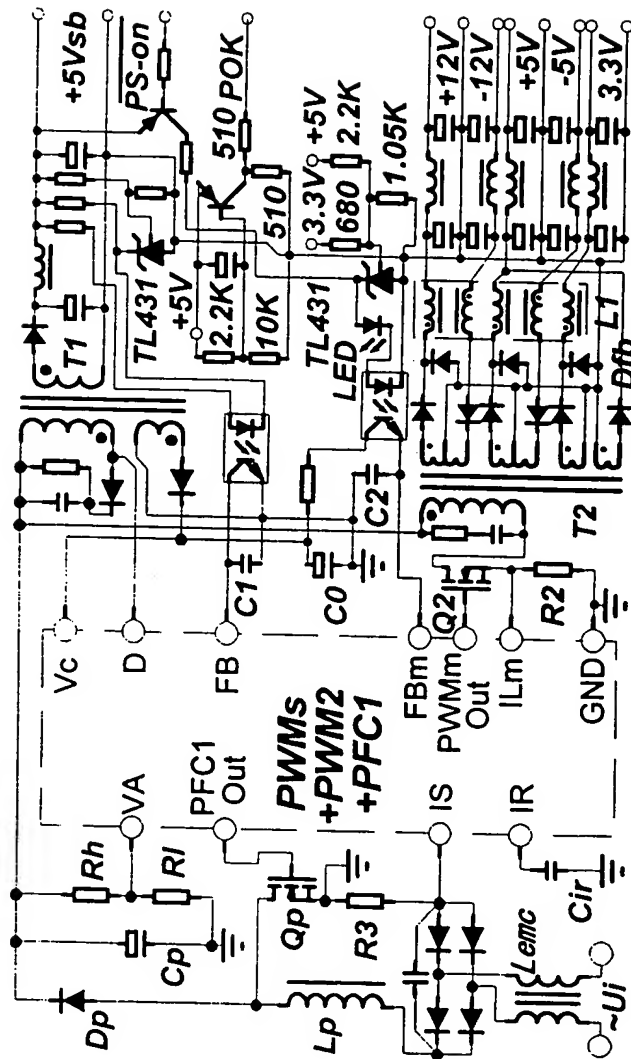 +5Vsb
PS-on
510
POK
510
T1
TL431
+5V
2.2K
10K
3.3V
+5V
680
2.2K
1.05K
TL431
LED
+12V
-12V
+5V
-5V
3.3V
L1
Dfb
T2
C1
C0
C2
Q2
R2
Vc
D
FB
FBm
PWMm
Out
ILm
GND
PWMs
+PWM2
+PFC1
VA
PFC1
Out
IS
IR
Rh
Rl
Cp
Dp
Qp
R3
Lp
Cir
Lemc
~Ui